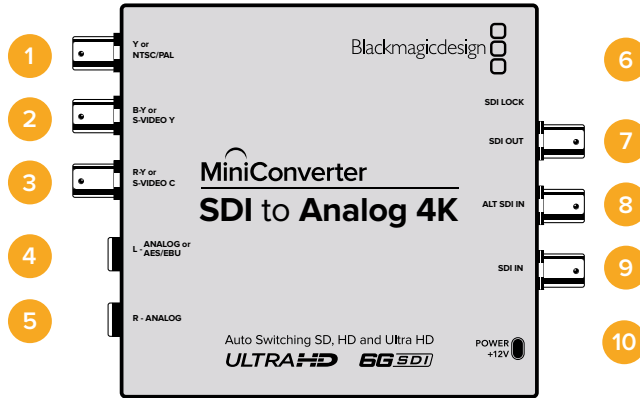 1
Y or
NTSC/PAL
2
B-Y or
S-VIDEO Y
3
R-Y or
S-VIDEO C
4
L - ANALOG or
AES/EBU
5
R - ANALOG
Blackmagicdesign
MiniConverter
SDI to Analog 4K
Auto Switching SD, HD and Ultra HD
ULTRAHD 6G SDI
6
SDI LOCK
7
SDI OUT
8
ALT SDI IN
9
SDI IN
10
POWER
+12V